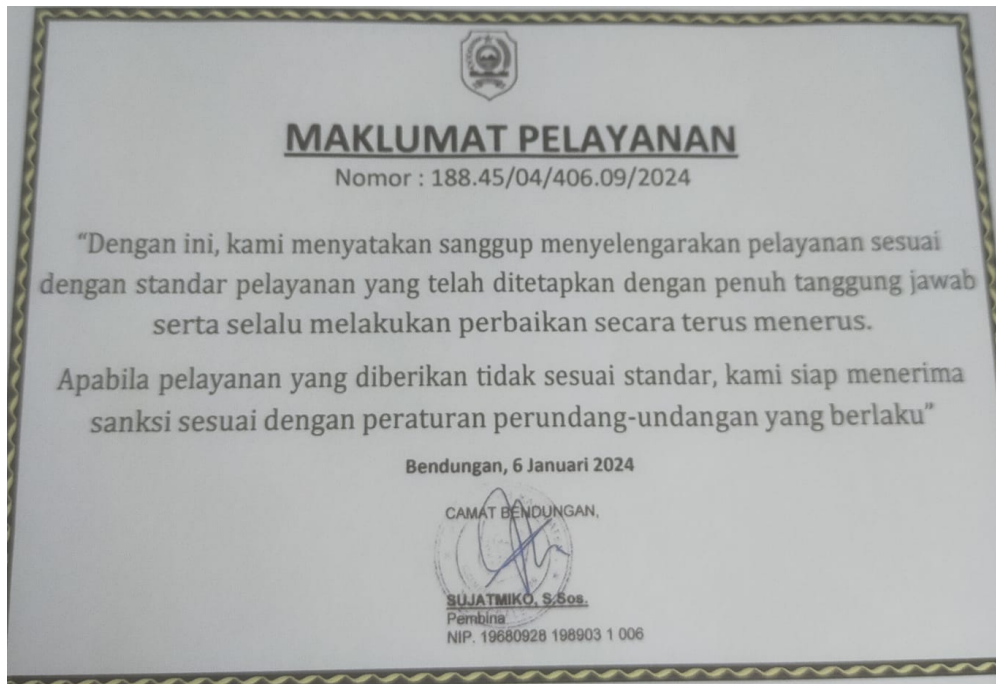 MAKLUMAT PELAYANAN
Nomor : 188.45/04/406.09/2024
“Dengan ini, kami menyatakan sanggup menyelengarakan pelayanan sesuai
dengan standar pelayanan yang telah ditetapkan dengan penuh tanggung jawab
serta selalu melakukan perbaikan secara terus menerus.
Apabila pelayanan yang diberikan tidak sesuai standar, kami siap menerima
sanksi sesuai dengan peraturan perundang-undangan yang berlaku”
Bendungan, 6 Januari 2024
CAMAT BENDUNGAN,
SUJATMIKO, S.Sos.
Pembina
NIP. 19680928 198903 1 006